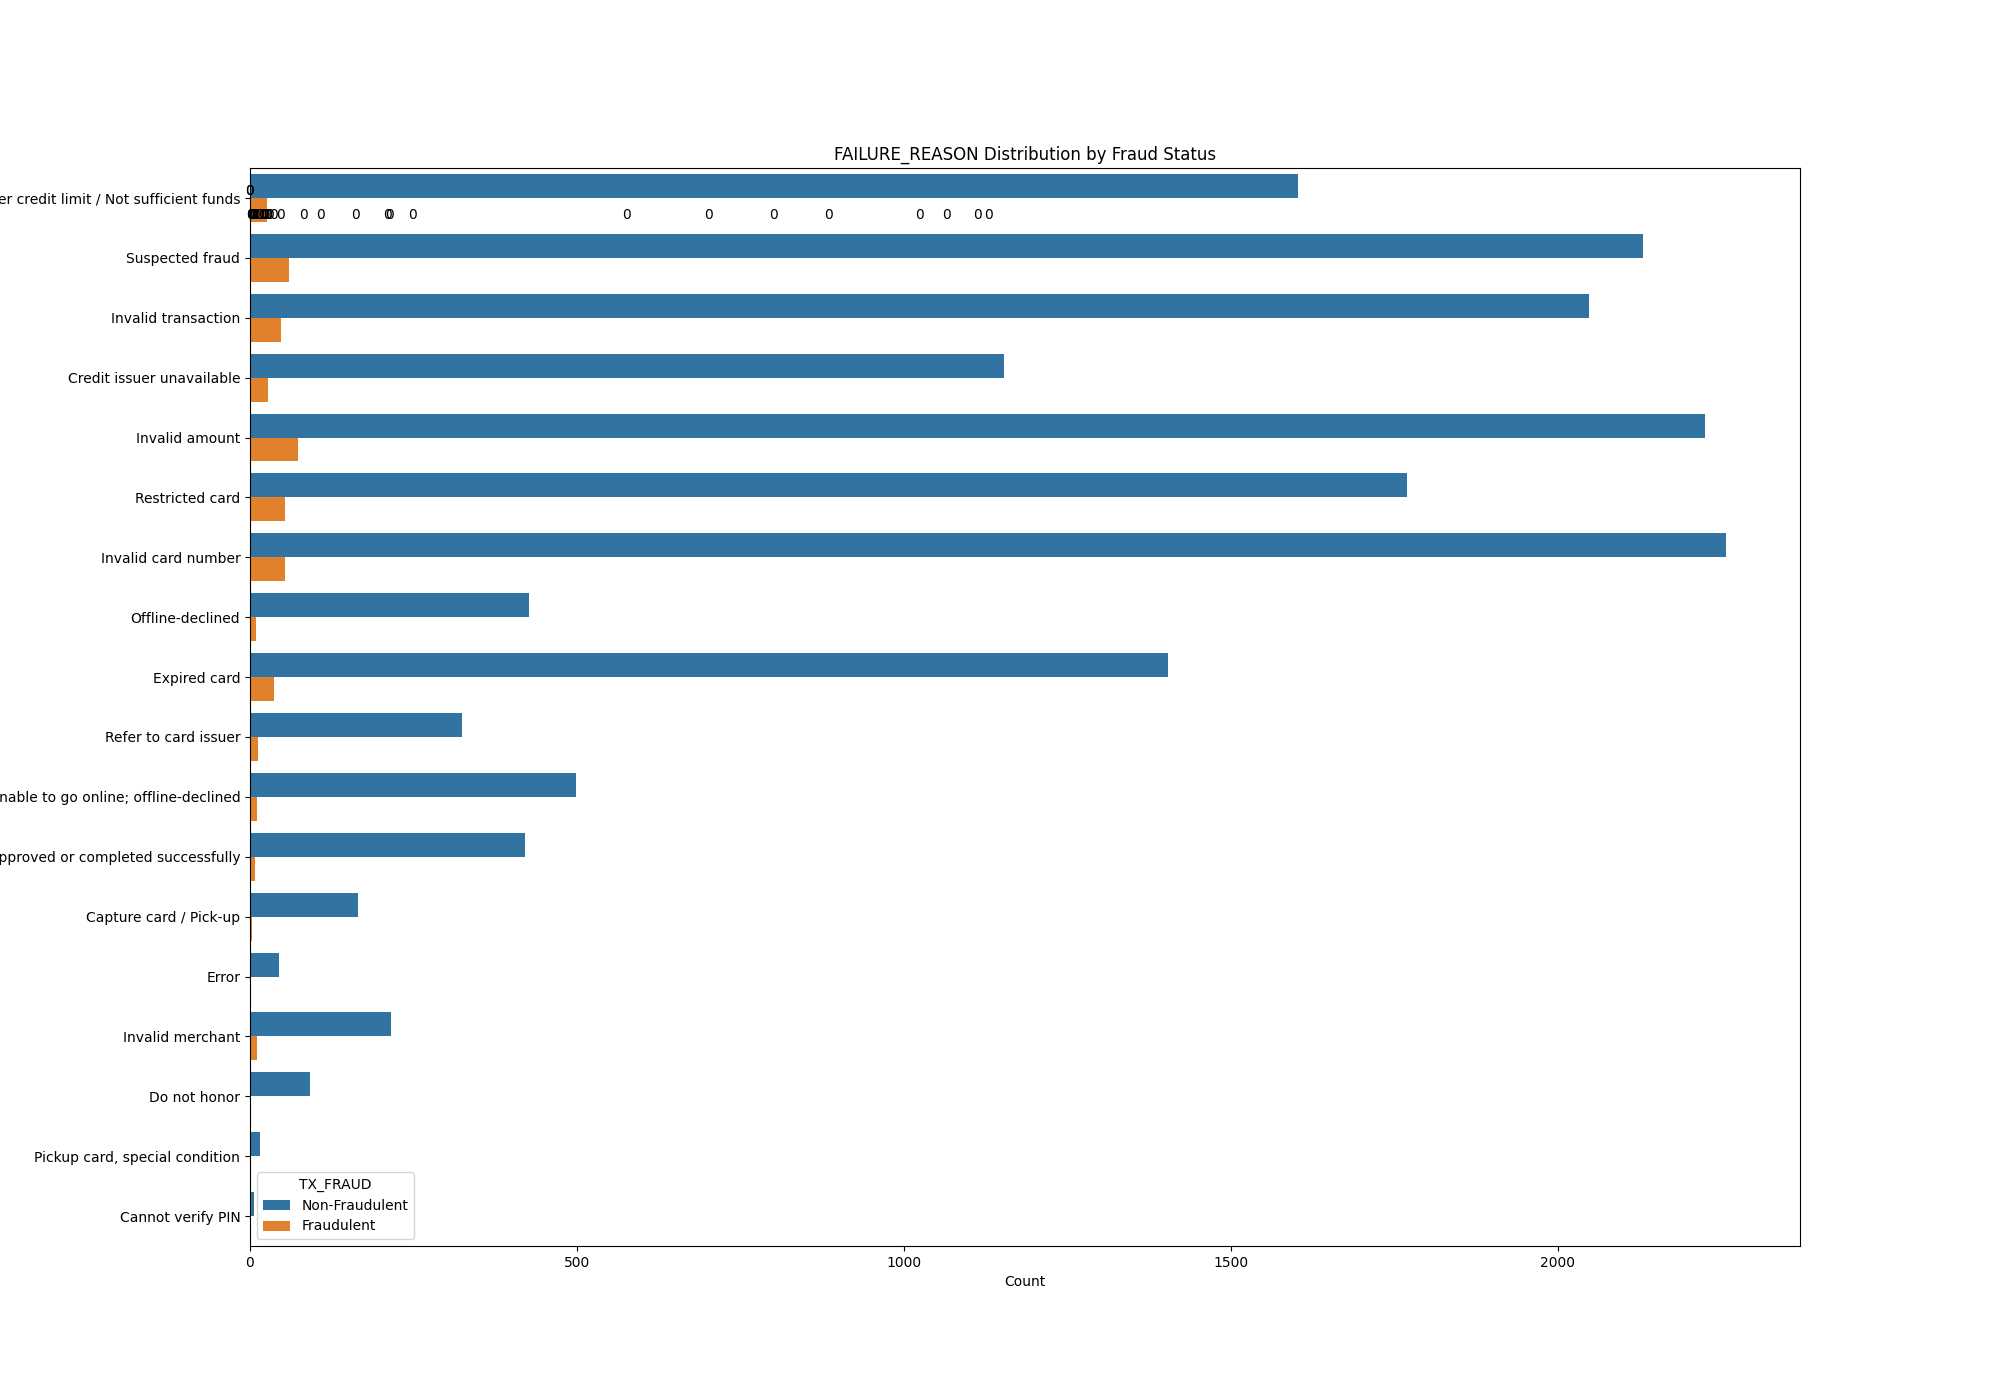 FAILURE_REASON Distribution by Fraud Status
er credit limit / Not sufficient funds
0
0 0 0 0 0 0 0 0 0 0 0 0 0 0 0 0
Suspected fraud
Invalid transaction
Credit issuer unavailable
Invalid amount
Restricted card
Invalid card number
Offline-declined
Expired card
Refer to card issuer
nable to go online; offline-declined
pproved or completed successfully
Capture card / Pick-up
Error
Invalid merchant
Do not honor
Pickup card, special condition
Cannot verify PIN
TX_FRAUD
Non-Fraudulent
Fraudulent
0 500 1000 1500 2000
Count